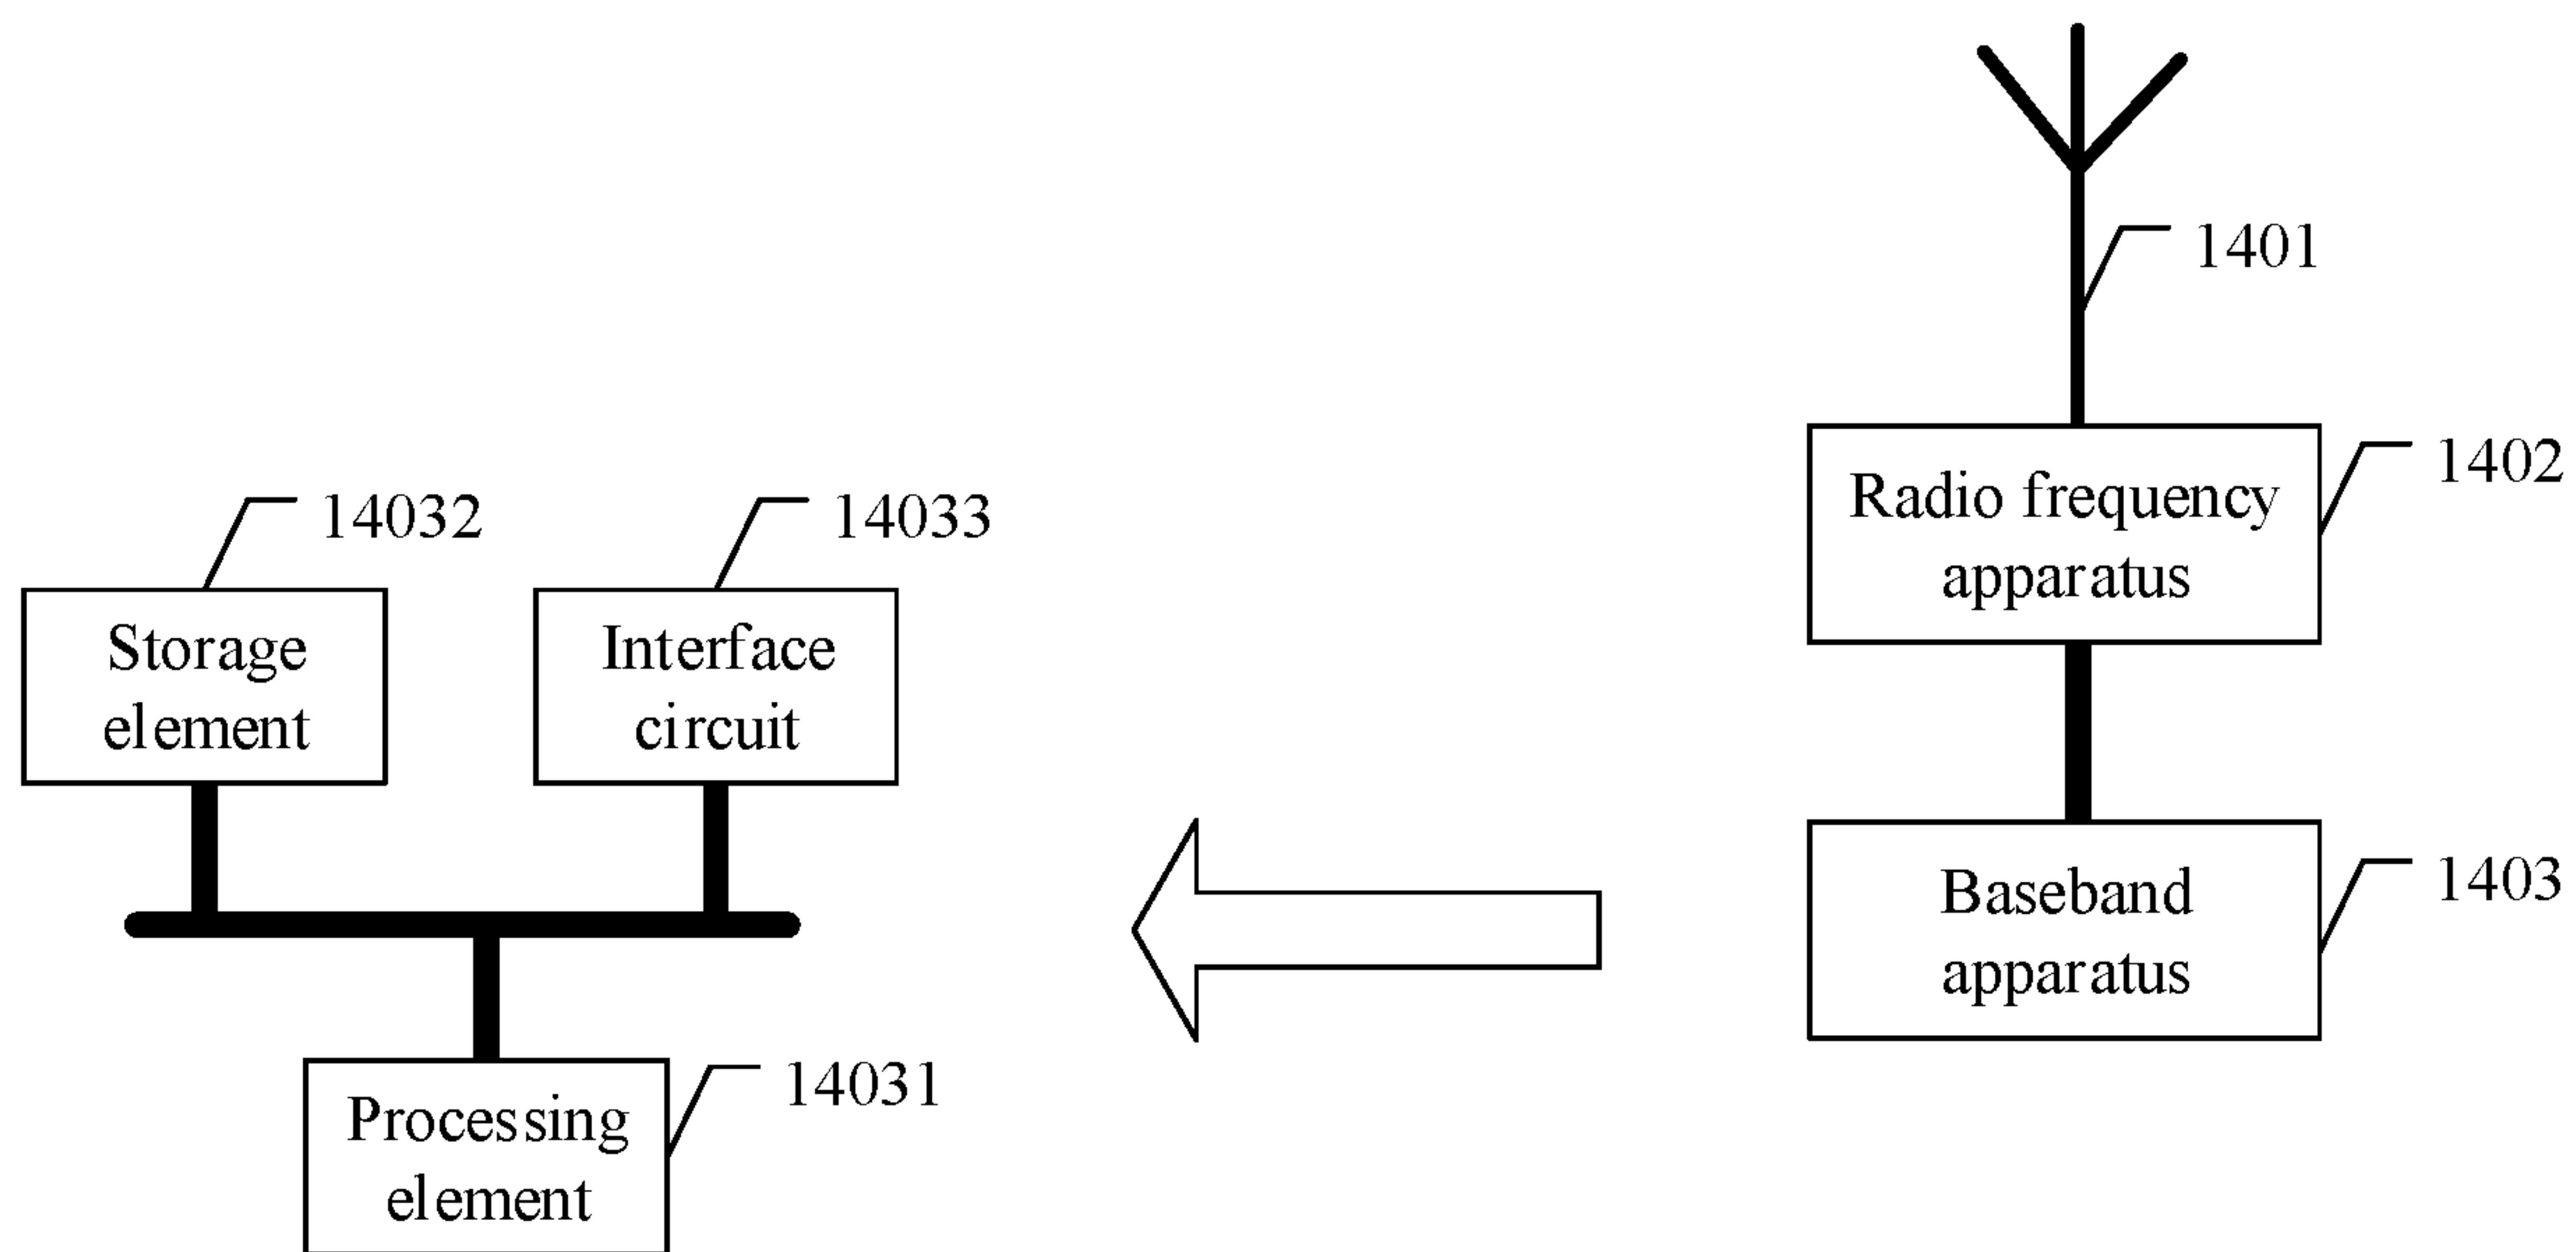 1401
1402
Radio frequency
apparatus
14032
14033
Storage
element
Interface
circuit
1403
Baseband
apparatus
14031
Processing
element